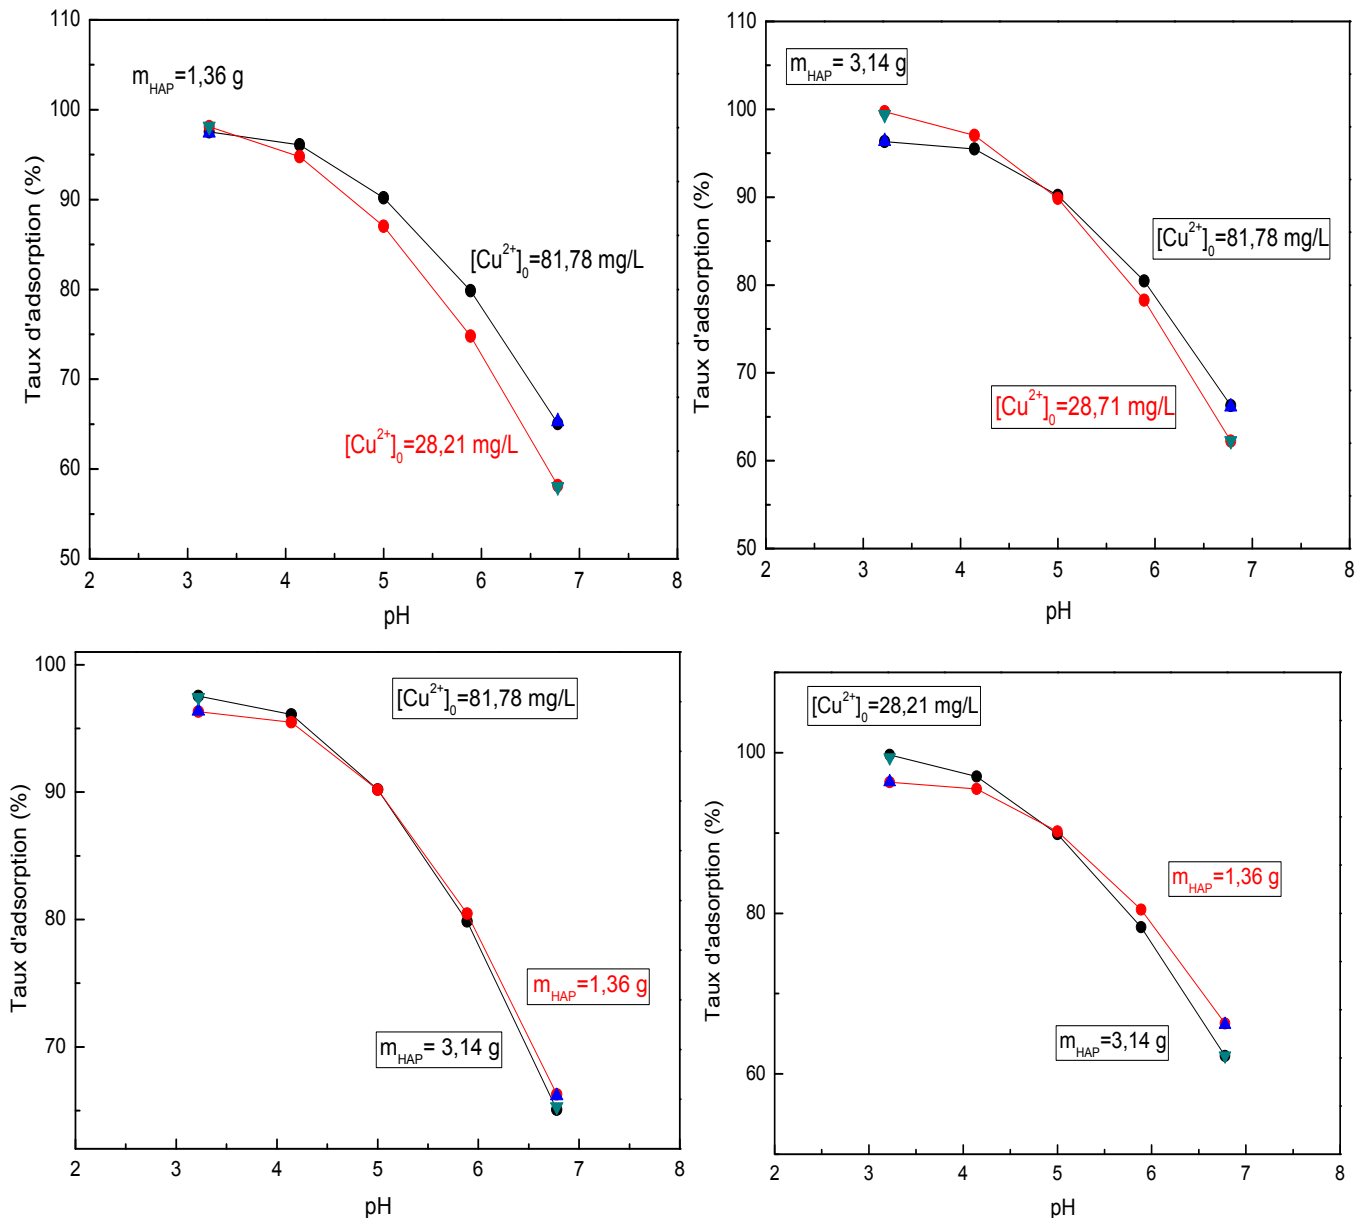 m_HAP=1,36 g
[Cu2+]0=81,78 mg/L
[Cu2+]0=28,21 mg/L
Taux d'adsorption (%)
110
100
90
80
70
60
50
2 3 4 5 6 7 8
pH
m_HAP= 3,14 g
[Cu2+]0=81,78 mg/L
[Cu2+]0=28,71 mg/L
Taux d'adsorption (%)
110
100
90
80
70
60
50
2 3 4 5 6 7 8
pH
[Cu2+]0=81,78 mg/L
m_HAP=1,36 g
m_HAP= 3,14 g
Taux d'adsorption (%)
100
90
80
70
2 3 4 5 6 7 8
pH
[Cu2+]0=28,21 mg/L
m_HAP=1,36 g
m_HAP=3,14 g
Taux d'adsorption (%)
100
80
60
2 3 4 5 6 7 8
pH